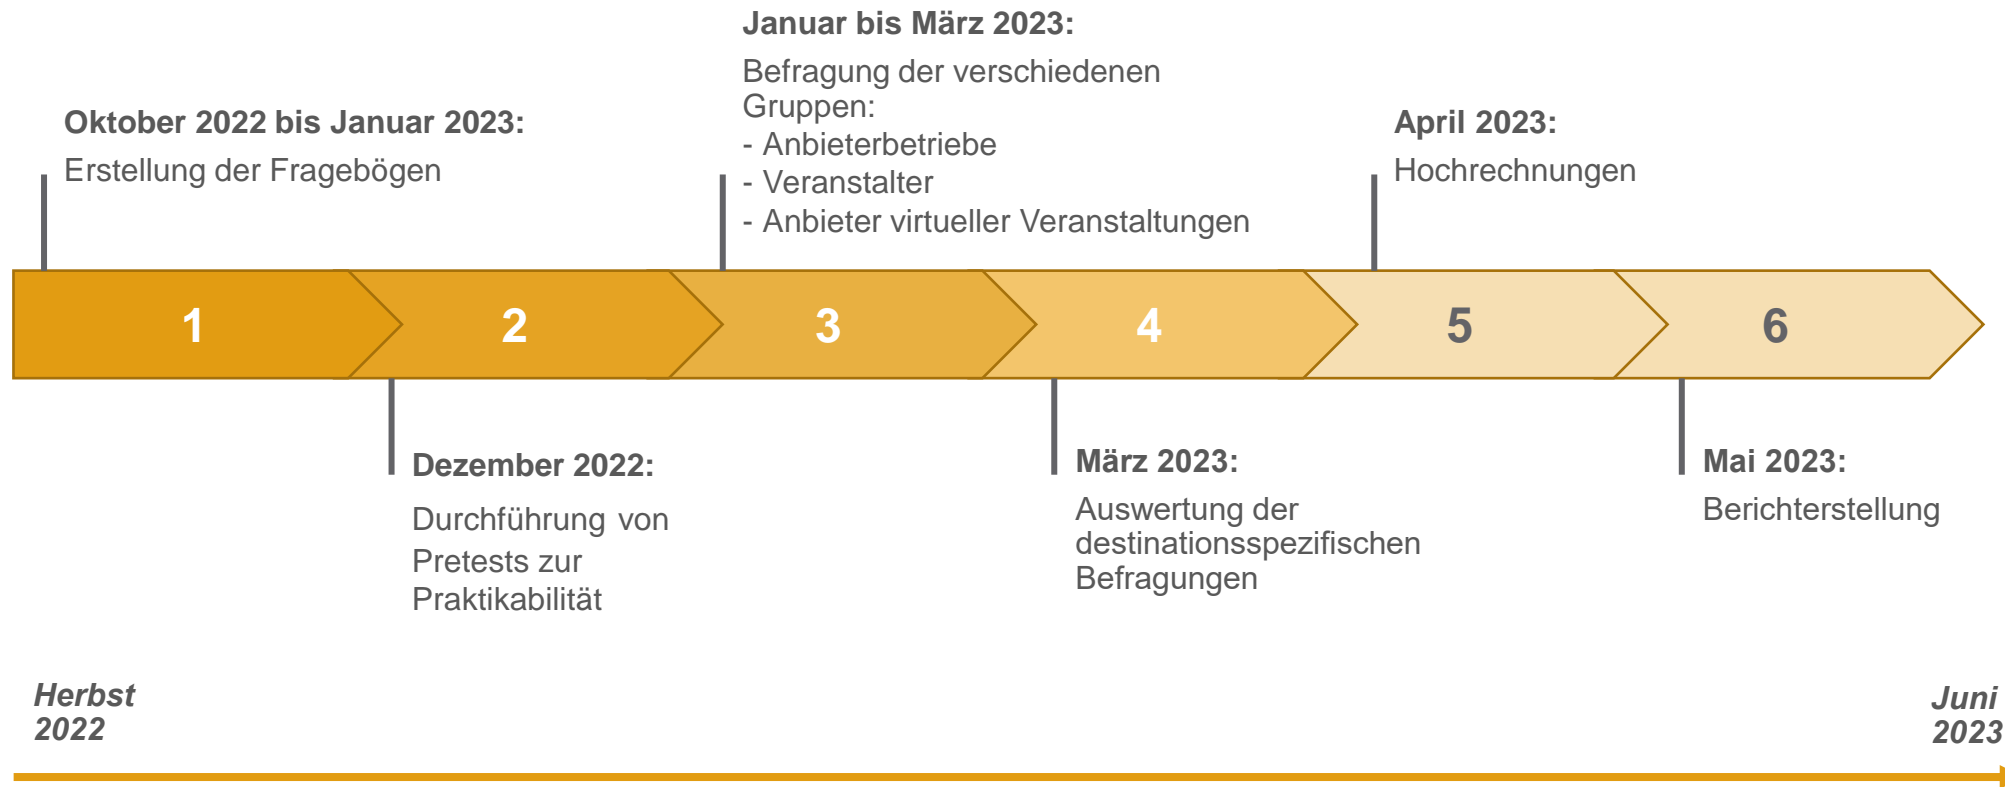 Januar bis März 2023:
Befragung der verschiedenen
Gruppen:
- Anbieterbetriebe
- Veranstalter
- Anbieter virtueller Veranstaltungen
Oktober 2022 bis Januar 2023:
Erstellung der Fragebögen
April 2023:
Hochrechnungen
1
2
3
4
5
6
Dezember 2022:
Durchführung von
Pretests zur
Praktikabilität
März 2023:
Auswertung der
destinationsspezifischen
Befragungen
Mai 2023:
Berichterstellung
Herbst
2022
Juni
2023